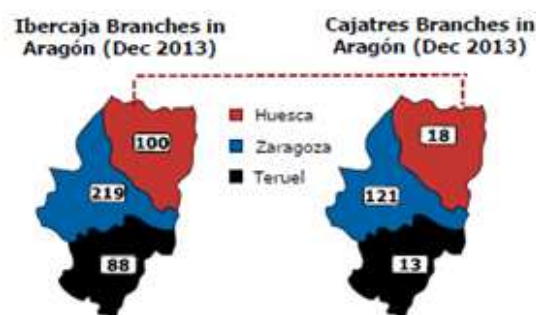 Ibercaja Branches in
Aragón (Dec 2013)
Cajatres Branches in
Aragón (Dec 2013)
Huesca
Zaragoza
Teruel
100
219
88
18
121
13